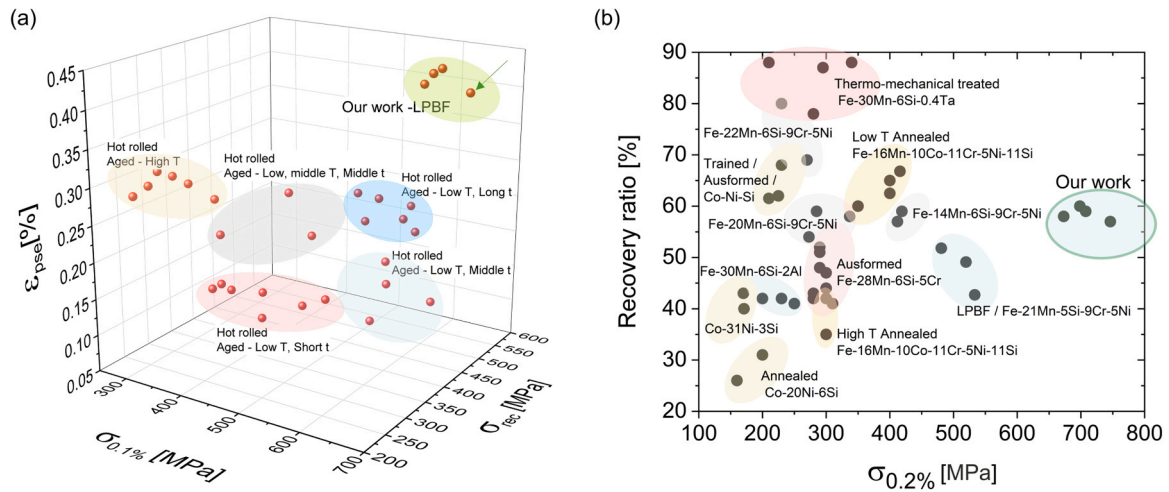 (a)
0.45
0.40
0.35
0.30
0.25
0.20
0.15
0.10
0.05
εpse[%]
300
400
500
600
700
σ0.1% [MPa]
200
250
300
350
400
450
500
550
600
σrec [MPa]
Our work -LPBF
Hot rolled
Aged - High T
Hot rolled
Aged - Low, middle T, Middle t
Hot rolled
Aged - Low T, Long t
Hot rolled
Aged - Low T, Middle t
Hot rolled
Aged - Low T, Short t
(b)
Recovery ratio [%]
90
80
70
60
50
40
30
20
100
200
300
400
500
600
700
800
σ0.2% [MPa]
Thermo-mechanical treated
Fe-30Mn-6Si-0.4Ta
Fe-22Mn-6Si-9Cr-5Ni
Low T Annealed
Fe-16Mn-10Co-11Cr-5Ni-11Si
Trained /
Ausformed /
Co-Ni-Si
Our work
Fe-14Mn-6Si-9Cr-5Ni
Fe-20Mn-6Si-9Cr-5Ni
Fe-30Mn-6Si-2Al
Ausformed
Fe-28Mn-6Si-5Cr
LPBF / Fe-21Mn-5Si-9Cr-5Ni
Co-31Ni-3Si
High T Annealed
Fe-16Mn-10Co-11Cr-5Ni-11Si
Annealed
Co-20Ni-6Si